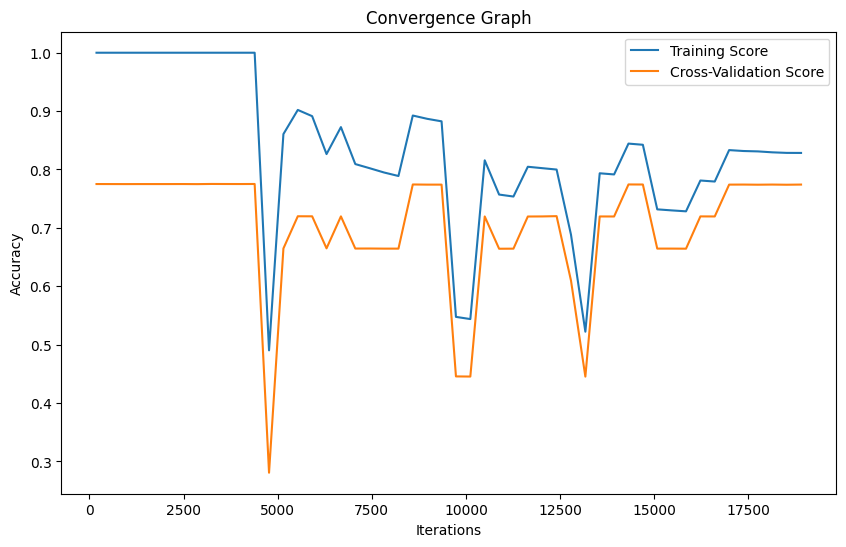 Convergence Graph
Training Score
Cross-Validation Score
1.0
0.9
0.8
0.7
0.6
0.5
0.4
0.3
Accuracy
0 2500 5000 7500 10000 12500 15000 17500
Iterations